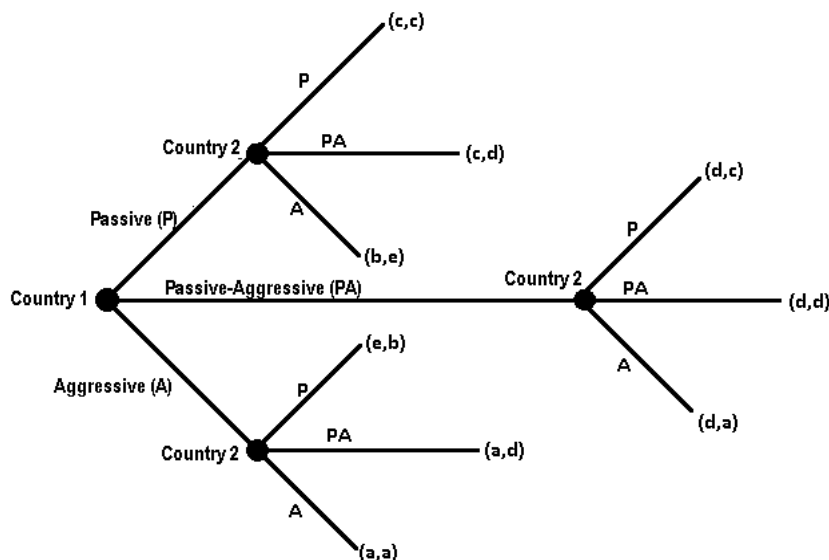 (c,c)
P
Country 2
PA
(c,d)
A
(d,c)
Passive (P)
P
(b,e)
Country 2
Country 1
Passive-Aggressive (PA)
PA
(d,d)
(e,b)
A
Aggressive (A)
P
(d,a)
PA
Country 2
(a,d)
A
(a,a)